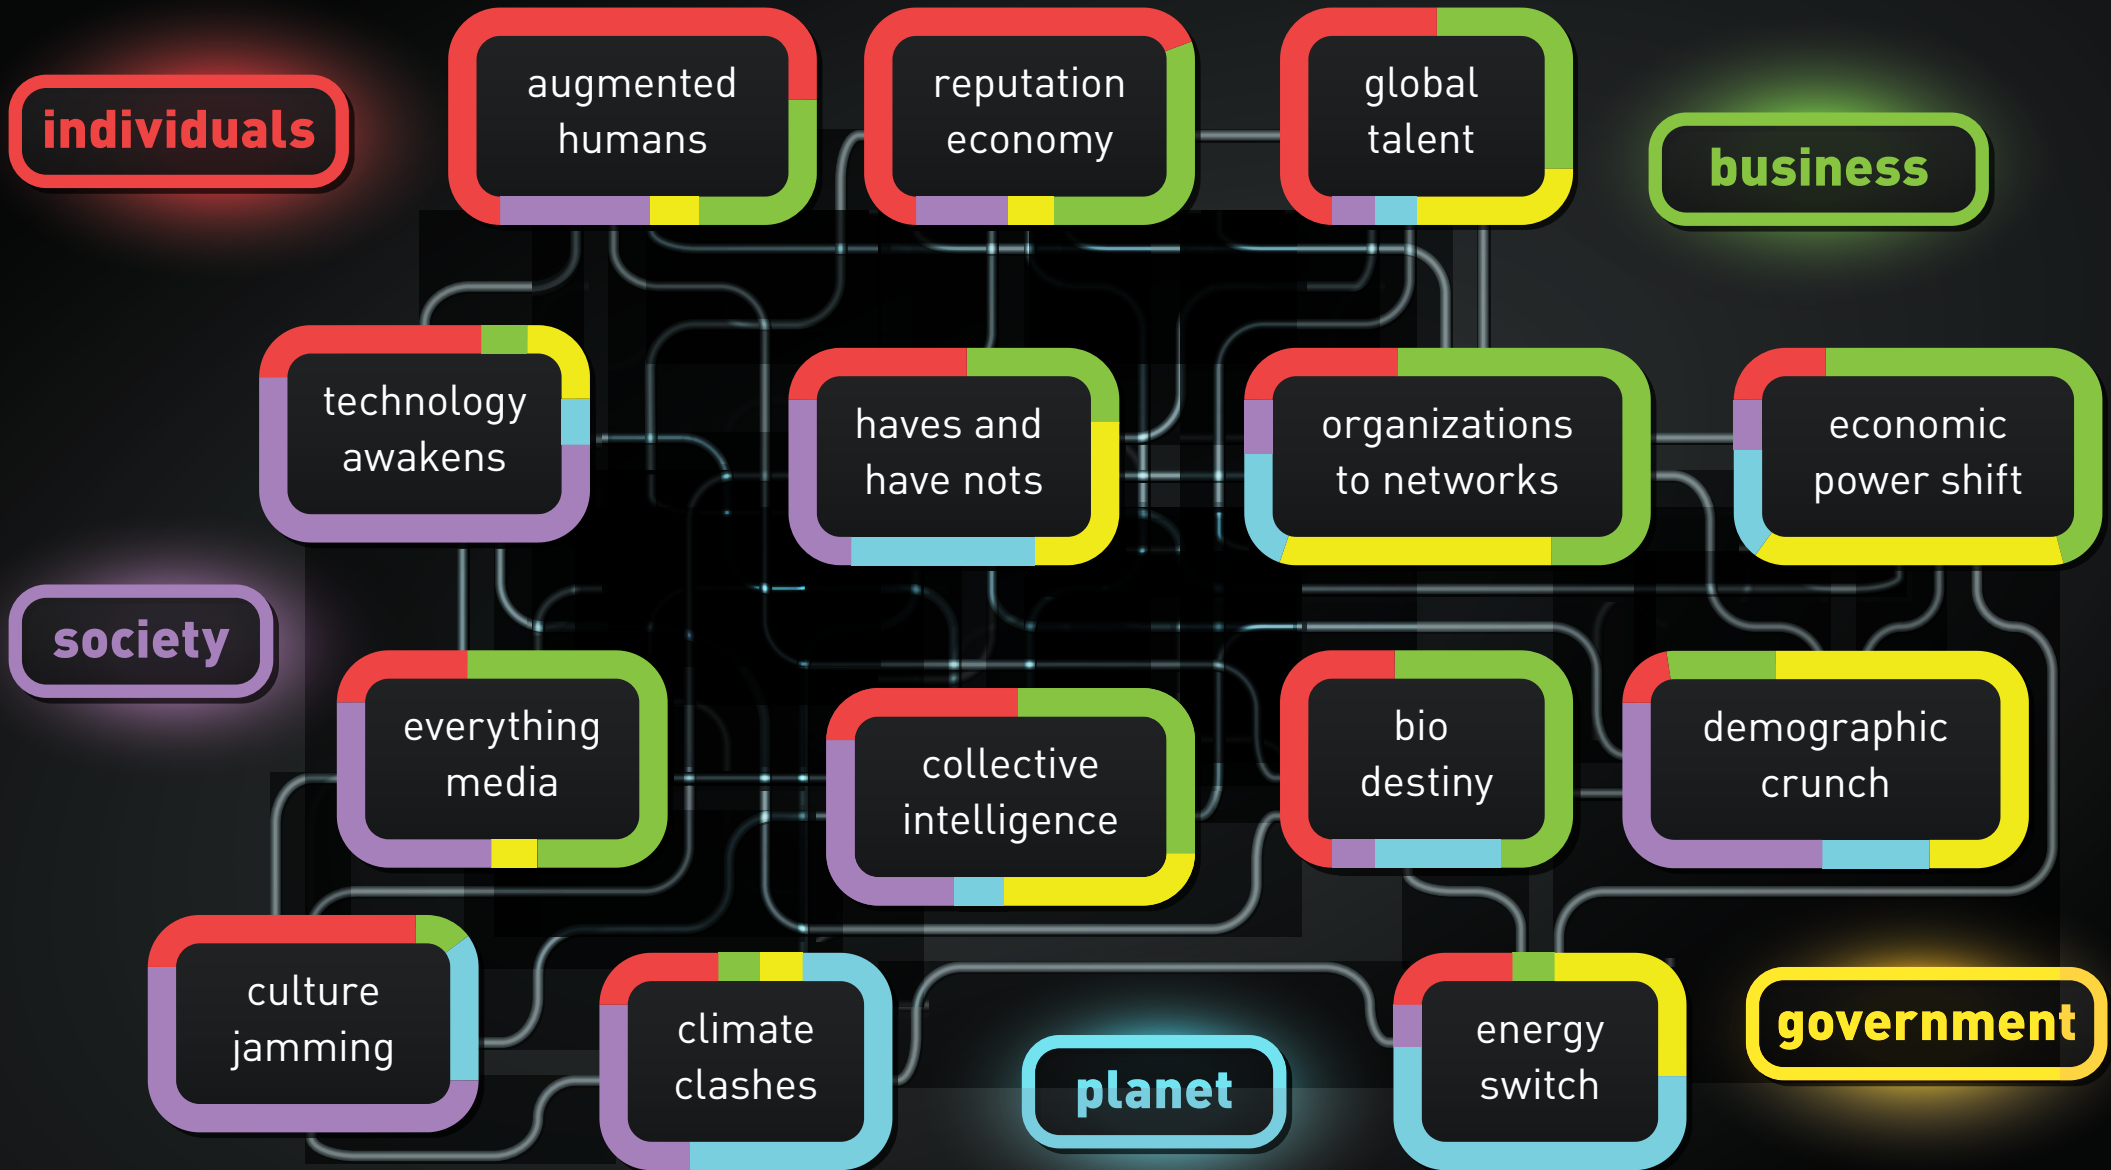 individuals
augmented
humans
reputation
economy
global
talent
business
technology
awakens
haves and
have nots
organizations
to networks
economic
power shift
society
everything
media
collective
intelligence
bio
destiny
demographic
crunch
culture
jamming
climate
clashes
planet
energy
switch
government